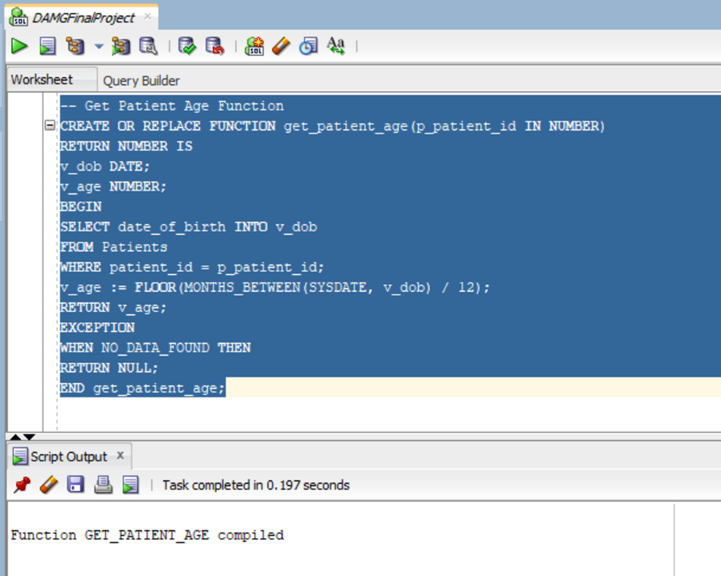 DAMGFinalProject
Worksheet Query Builder
-- Get Patient Age Function
CREATE OR REPLACE FUNCTION get_patient_age(p_patient_id IN NUMBER)
RETURN NUMBER IS
v_dob DATE;
v_age NUMBER;
BEGIN
SELECT date_of_birth INTO v_dob
FROM Patients
WHERE patient_id = p_patient_id;
v_age := FLOOR(MONTHS_BETWEEN(SYSDATE, v_dob) / 12);
RETURN v_age;
EXCEPTION
WHEN NO_DATA_FOUND THEN
RETURN NULL;
END get_patient_age;
Script Output x
Task completed in 0.197 seconds
Function GET_PATIENT_AGE compiled